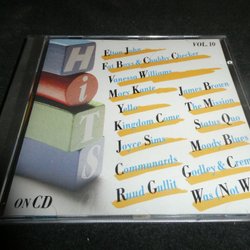 HITS
VOL. 10
Elton John
Fat Boys & Chubby Checker
Vanessa Williams
Mory Kante
James Brown
Yello
The Mission
Kingdom Come
Status Quo
Joyce Sims
Moody Blues
Communards
Godley & Creme
Ruud Gullit
Was (Not W
ON CD